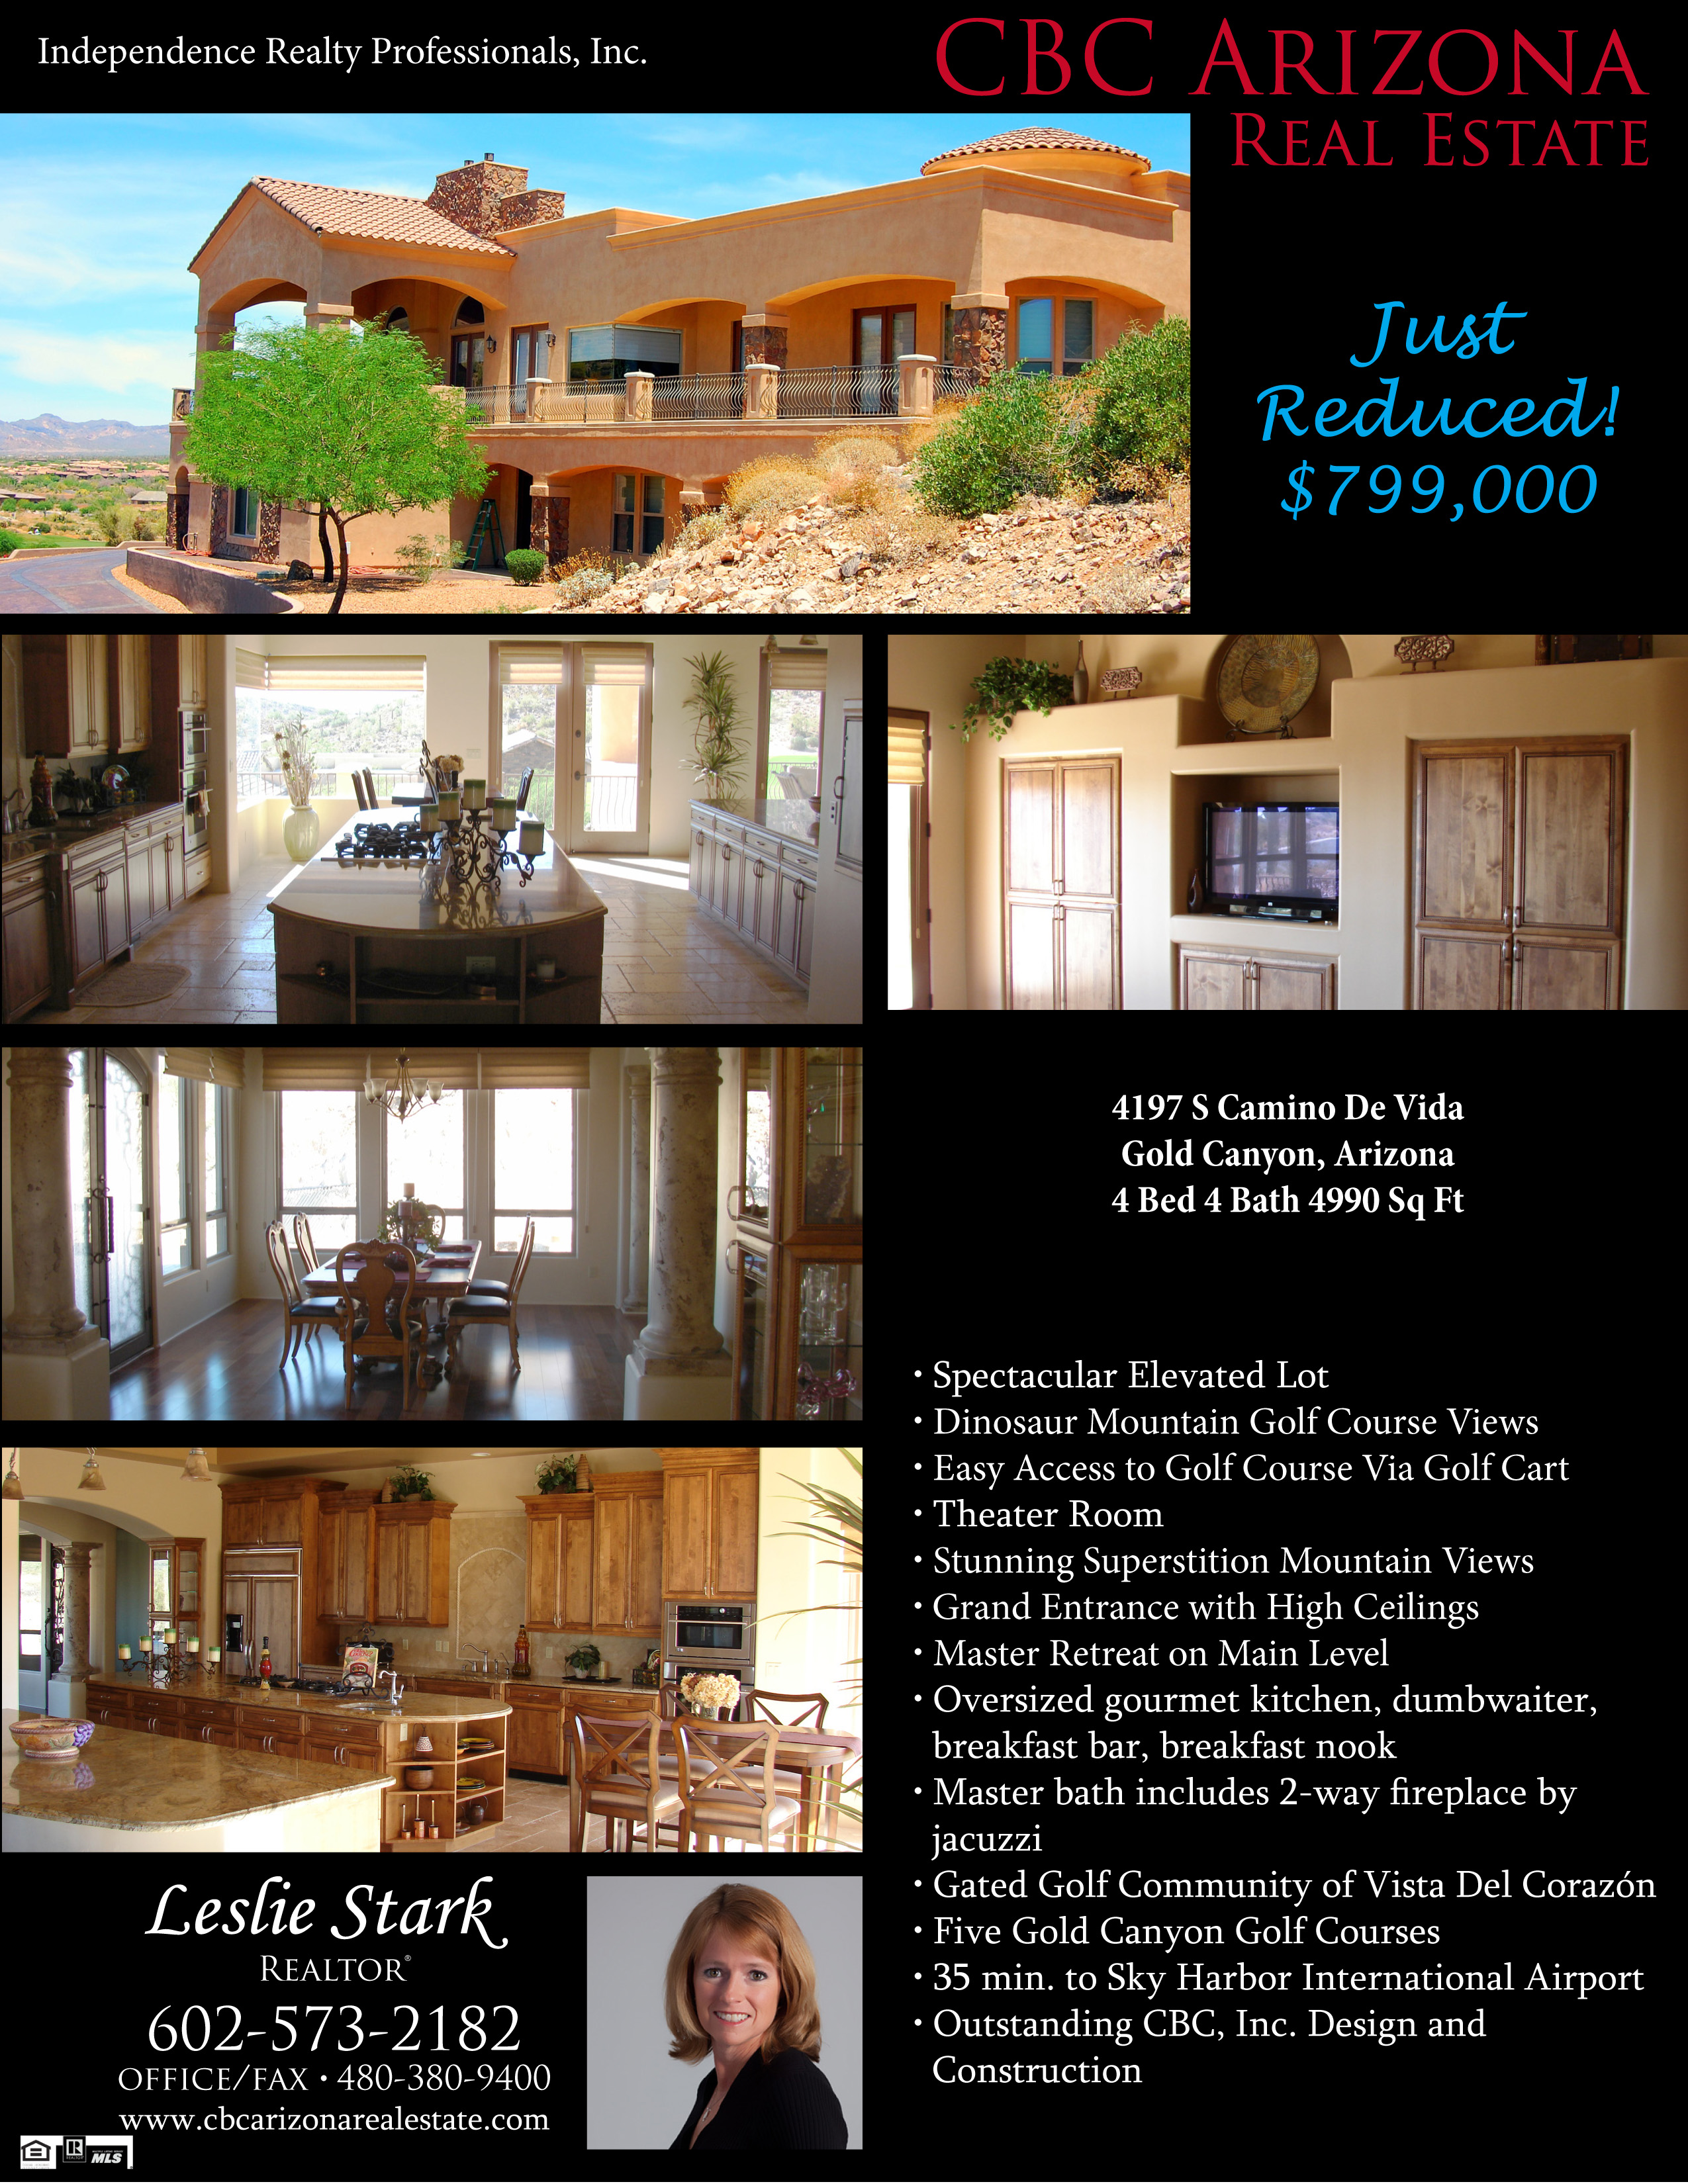 Independence Realty Professionals, Inc.
CBC ARIZONA
REAL ESTATE
Just
Reduced!
$799,000
4197 S Camino De Vida
Gold Canyon, Arizona
4 Bed 4 Bath 4990 Sq Ft
• Spectacular Elevated Lot
• Dinosaur Mountain Golf Course Views
• Easy Access to Golf Course Via Golf Cart
• Theater Room
• Stunning Superstition Mountain Views
• Grand Entrance with High Ceilings
• Master Retreat on Main Level
• Oversized gourmet kitchen, dumbwaiter,
breakfast bar, breakfast nook
• Master bath includes 2-way fireplace by
jacuzzi
• Gated Golf Community of Vista Del Corazón
• Five Gold Canyon Golf Courses
• 35 min. to Sky Harbor International Airport
• Outstanding CBC, Inc. Design and
Construction
Leslie Stark
REALTOR®
602-573-2182
OFFICE/FAX • 480-380-9400
www.cbcarizonarealestate.com
R
REALTOR
MLS